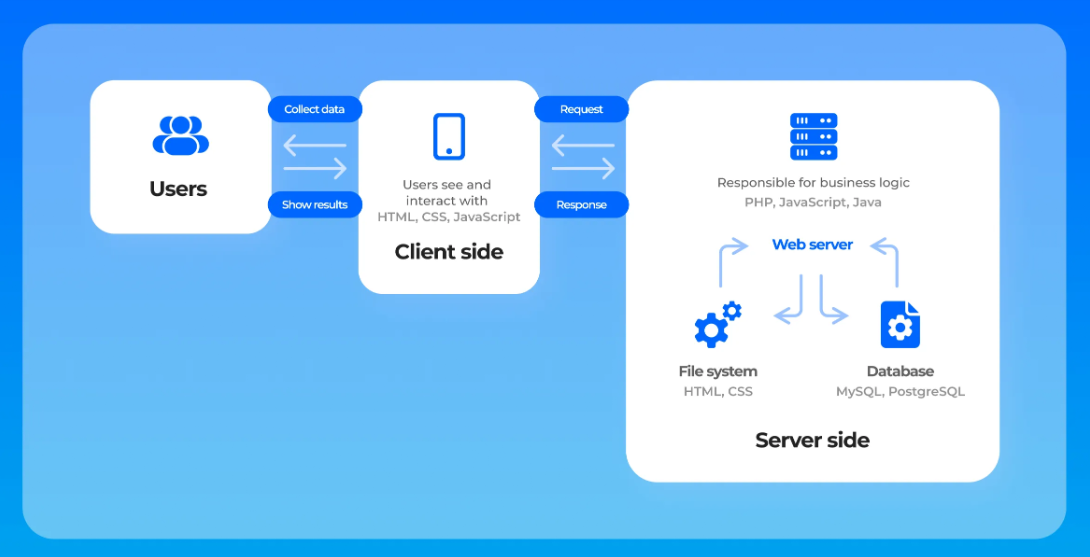 Users
Collect data
Show results
Users see and
interact with
HTML, CSS, JavaScript
Client side
Request
Response
Responsible for business logic
PHP, JavaScript, Java
Web server
File system
HTML, CSS
Database
MySQL, PostgreSQL
Server side